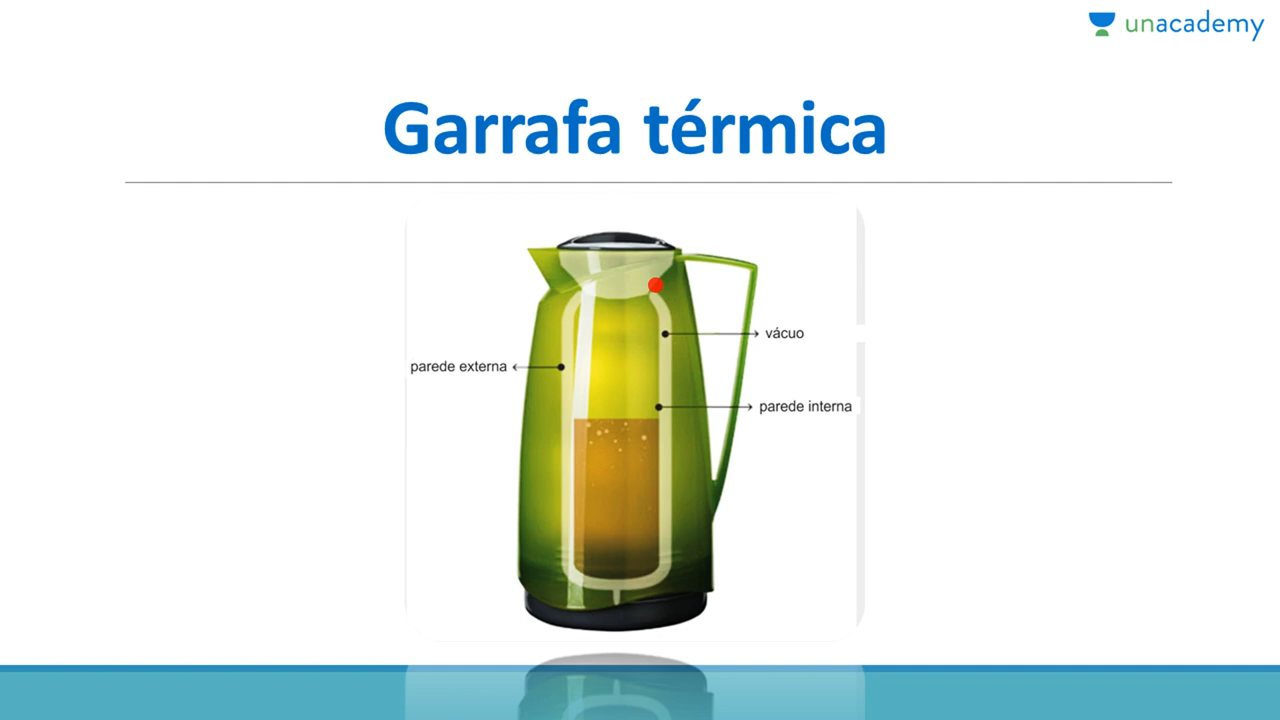 unacademy
Garrafa térmica
vácuo
parede externa
parede interna